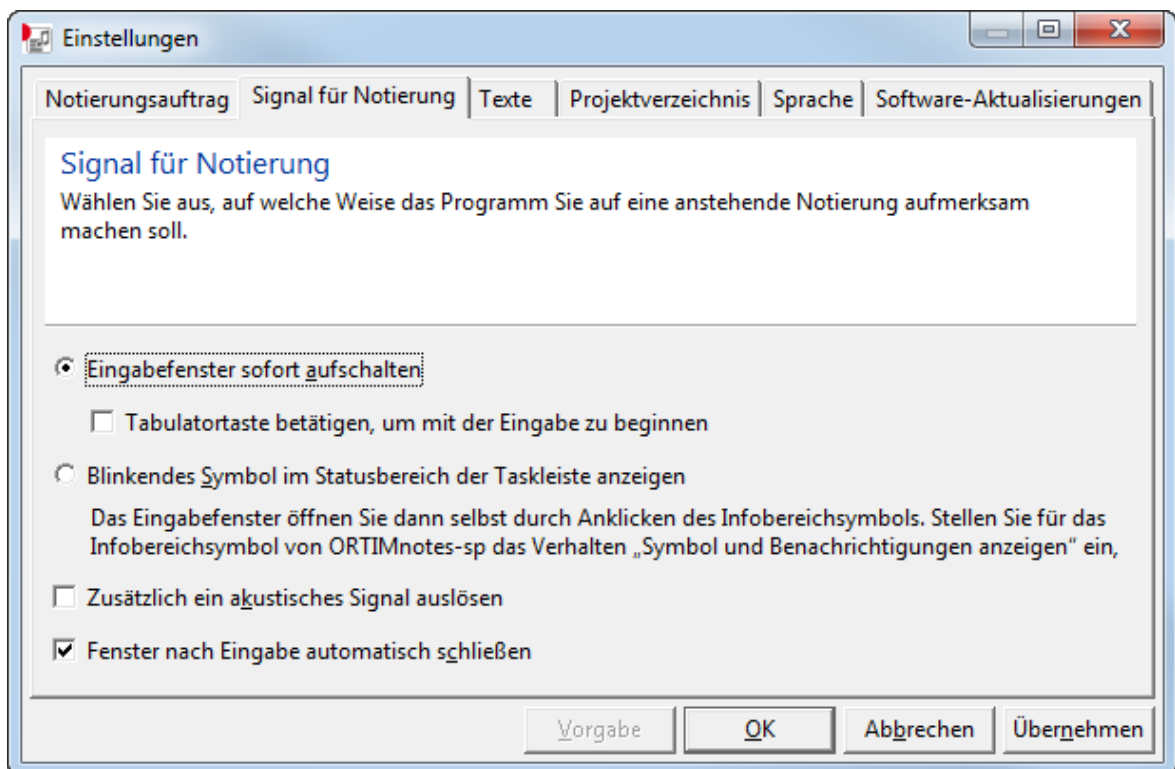 Einstellungen
Notierungsauftrag Signal für Notierung Texte Projektverzeichnis Sprache Software-Aktualisierungen
Signal für Notierung
Wählen Sie aus, auf welche Weise das Programm Sie auf eine anstehende Notierung aufmerksam
machen soll.
Eingabefenster sofort aufschalten
Tabulatortaste betätigen, um mit der Eingabe zu beginnen
Blinkendes Symbol im Statusbereich der Taskleiste anzeigen
Das Eingabefenster öffnen Sie dann selbst durch Anklicken des Infobereichsymbols. Stellen Sie für das
Infobereichsymbol von ORTIMnotes-sp das Verhalten „Symbol und Benachrichtigungen anzeigen“ ein,
Zusätzlich ein akustisches Signal auslösen
Fenster nach Eingabe automatisch schließen
Vorgabe OK Abbrechen Übernehmen